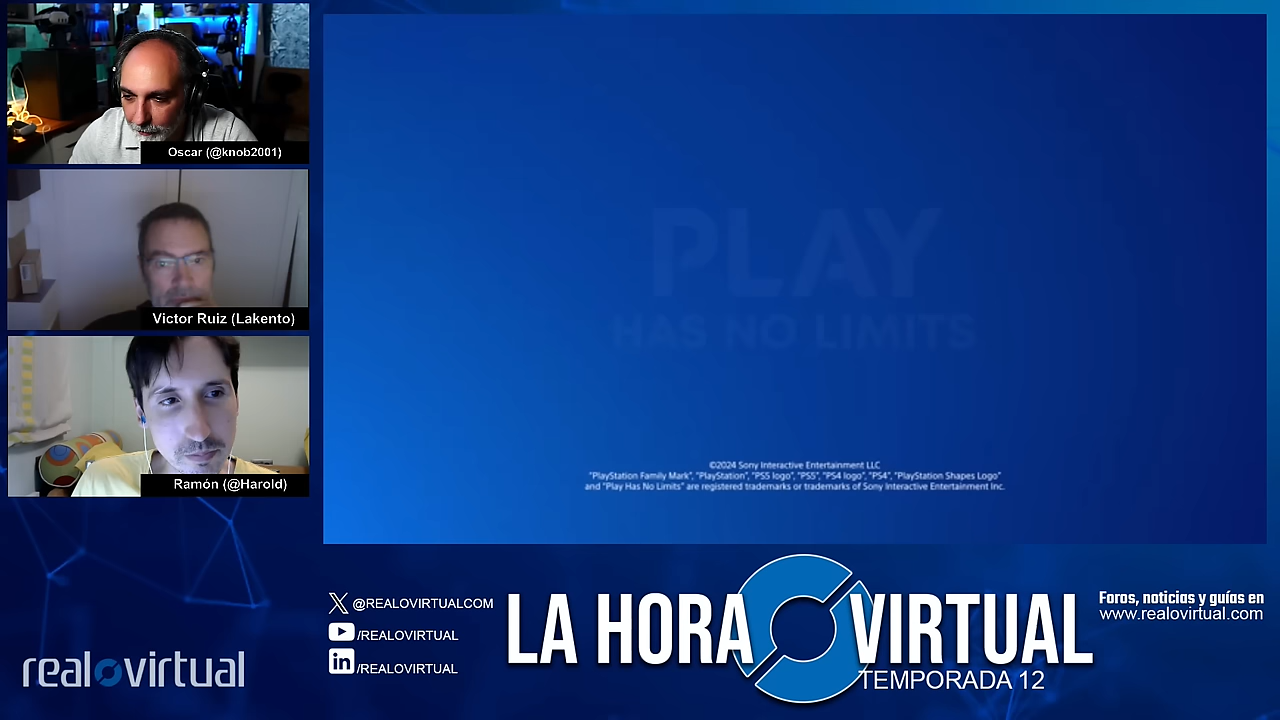 Oscar (@knob2001)
Victor Ruiz (Lakento)
Ramón (@Harold)
PLAY
HAS NO LIMITS
©2024 Sony Interactive Entertainment LLC
"PlayStation Family Mark", "PlayStation", "PS5 logo", "PS5", "PS4 logo", "PS4", "PlayStation Shapes Logo"
and "Play Has No Limits" are registered trademarks or trademarks of Sony Interactive Entertainment Inc.
@REALOVIRTUALCOM
/REALOVIRTUAL
in /REALOVIRTUAL
LA HORA VIRTUAL
TEMPORADA 12
Foros, noticias y guías en
www.realovirtual.com
realovirtual